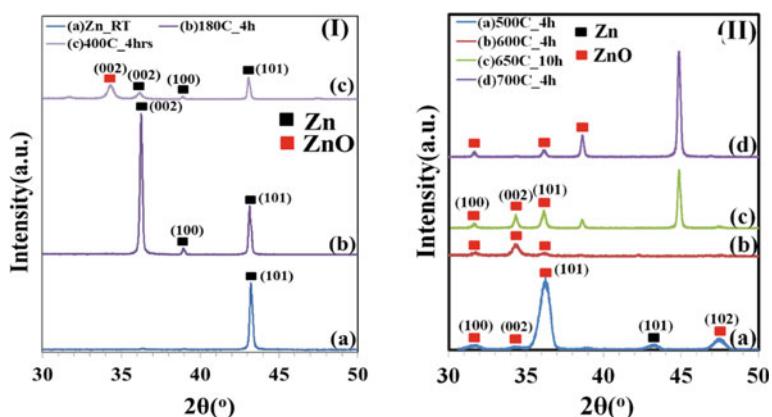 (a)Zn_RT (b)180C_4h (I)
(c)400C_4hrs
(002) (002) (100) (101)
(c)
(002)
Zn
ZnO
(100) (101)
(b)
(101)
(a)
Intensity(a.u.)
30 35 40 45 50
2θ(o)
(a)500C_4h Zn (II)
(b)600C_4h ZnO
(c)650C_10h
(d)700C_4h
(d)
(100) (002) (101)
(c)
(b)
(101)
(100) (002) (101) (102)
(a)
Intensity(a.u.)
30 35 40 45 50
2θ(o)